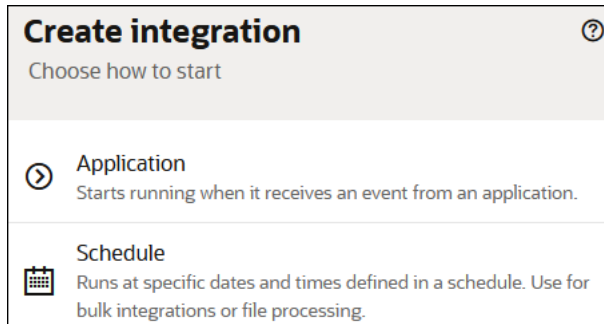 Create integration
Choose how to start
Application
Starts running when it receives an event from an application.
Schedule
Runs at specific dates and times defined in a schedule. Use for
bulk integrations or file processing.